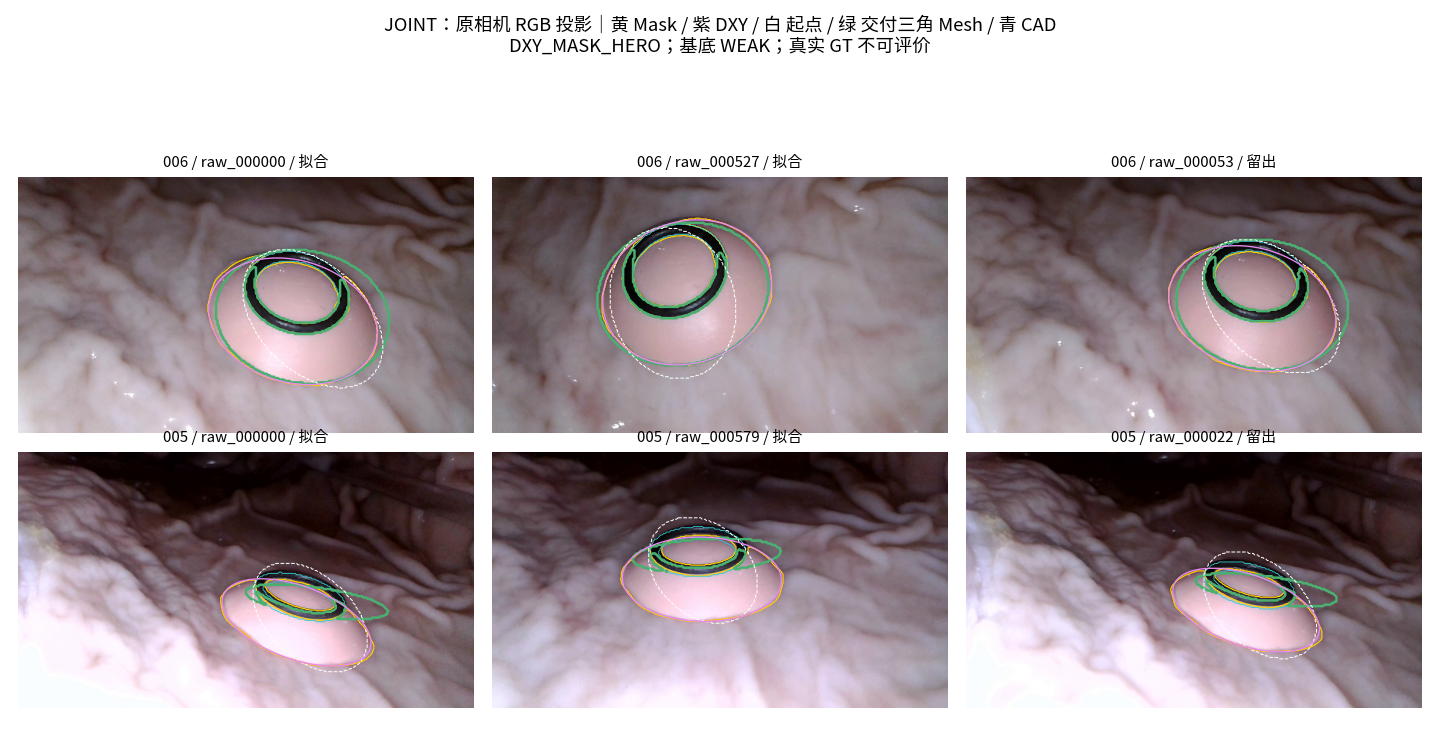 JOINT：原相机 RGB 投影｜黄 Mask / 紫 DXY / 白 起点 / 绿 交付三角 Mesh / 青 CAD
DXY_MASK_HERO；基底 WEAK；真实 GT 不可评价
006 / raw_000000 / 拟合
006 / raw_000527 / 拟合
006 / raw_000053 / 留出
005 / raw_000000 / 拟合
005 / raw_000579 / 拟合
005 / raw_000022 / 留出